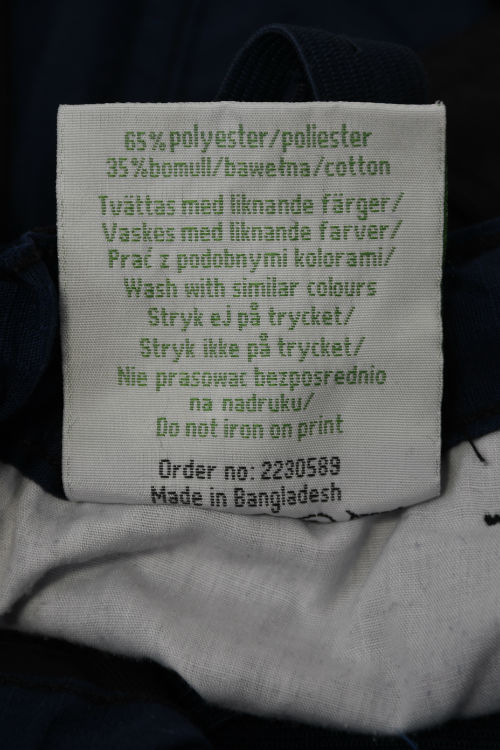 65% polyester/poliester
35%bomull/bawełna/cotton
Tvättas med liknande färger/
Vaskes med liknande farver/
Prać z podobnymi kolorami/
Wash with similar colours
Stryk ej på trycket/
Stryk ikke på trycket/
Nie prasowac bezposrednio
na nadruku/
Do not iron on print
Order no: 2230589
Made in Bangladesh